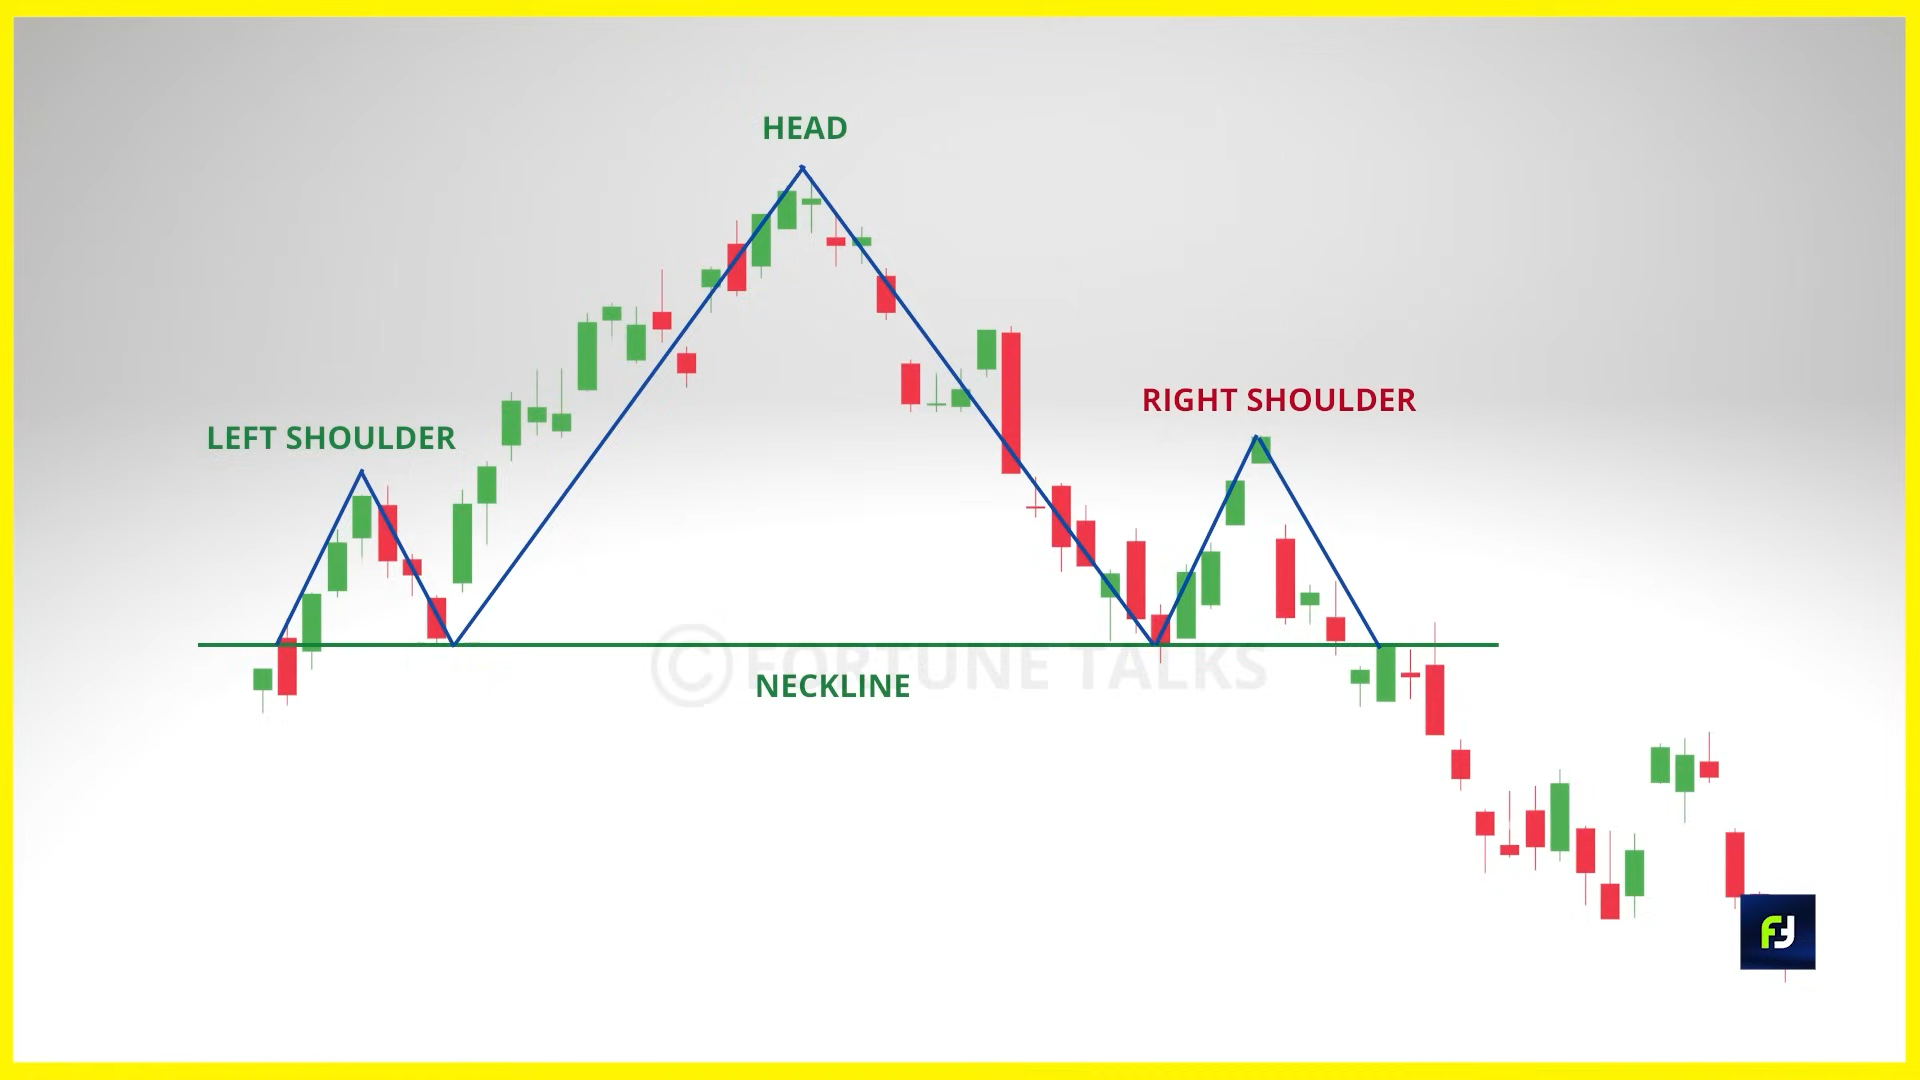 HEAD
LEFT SHOULDER
RIGHT SHOULDER
© FORTUNE TALKS
NECKLINE